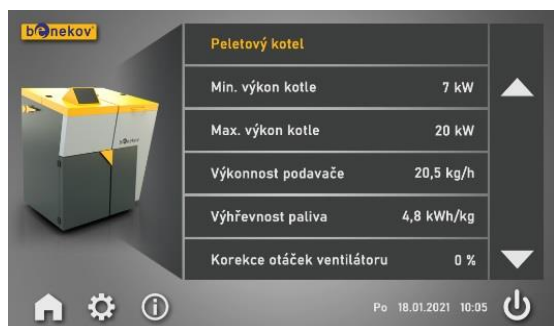 benekov
Peletový kotel
Min. výkon kotle 7 kW
Max. výkon kotle 20 kW
Výkonnost podavače 20,5 kg/h
Výhřevnost paliva 4,8 kWh/kg
Korekce otáček ventilátoru 0 %
Po 18.01.2021 10:05